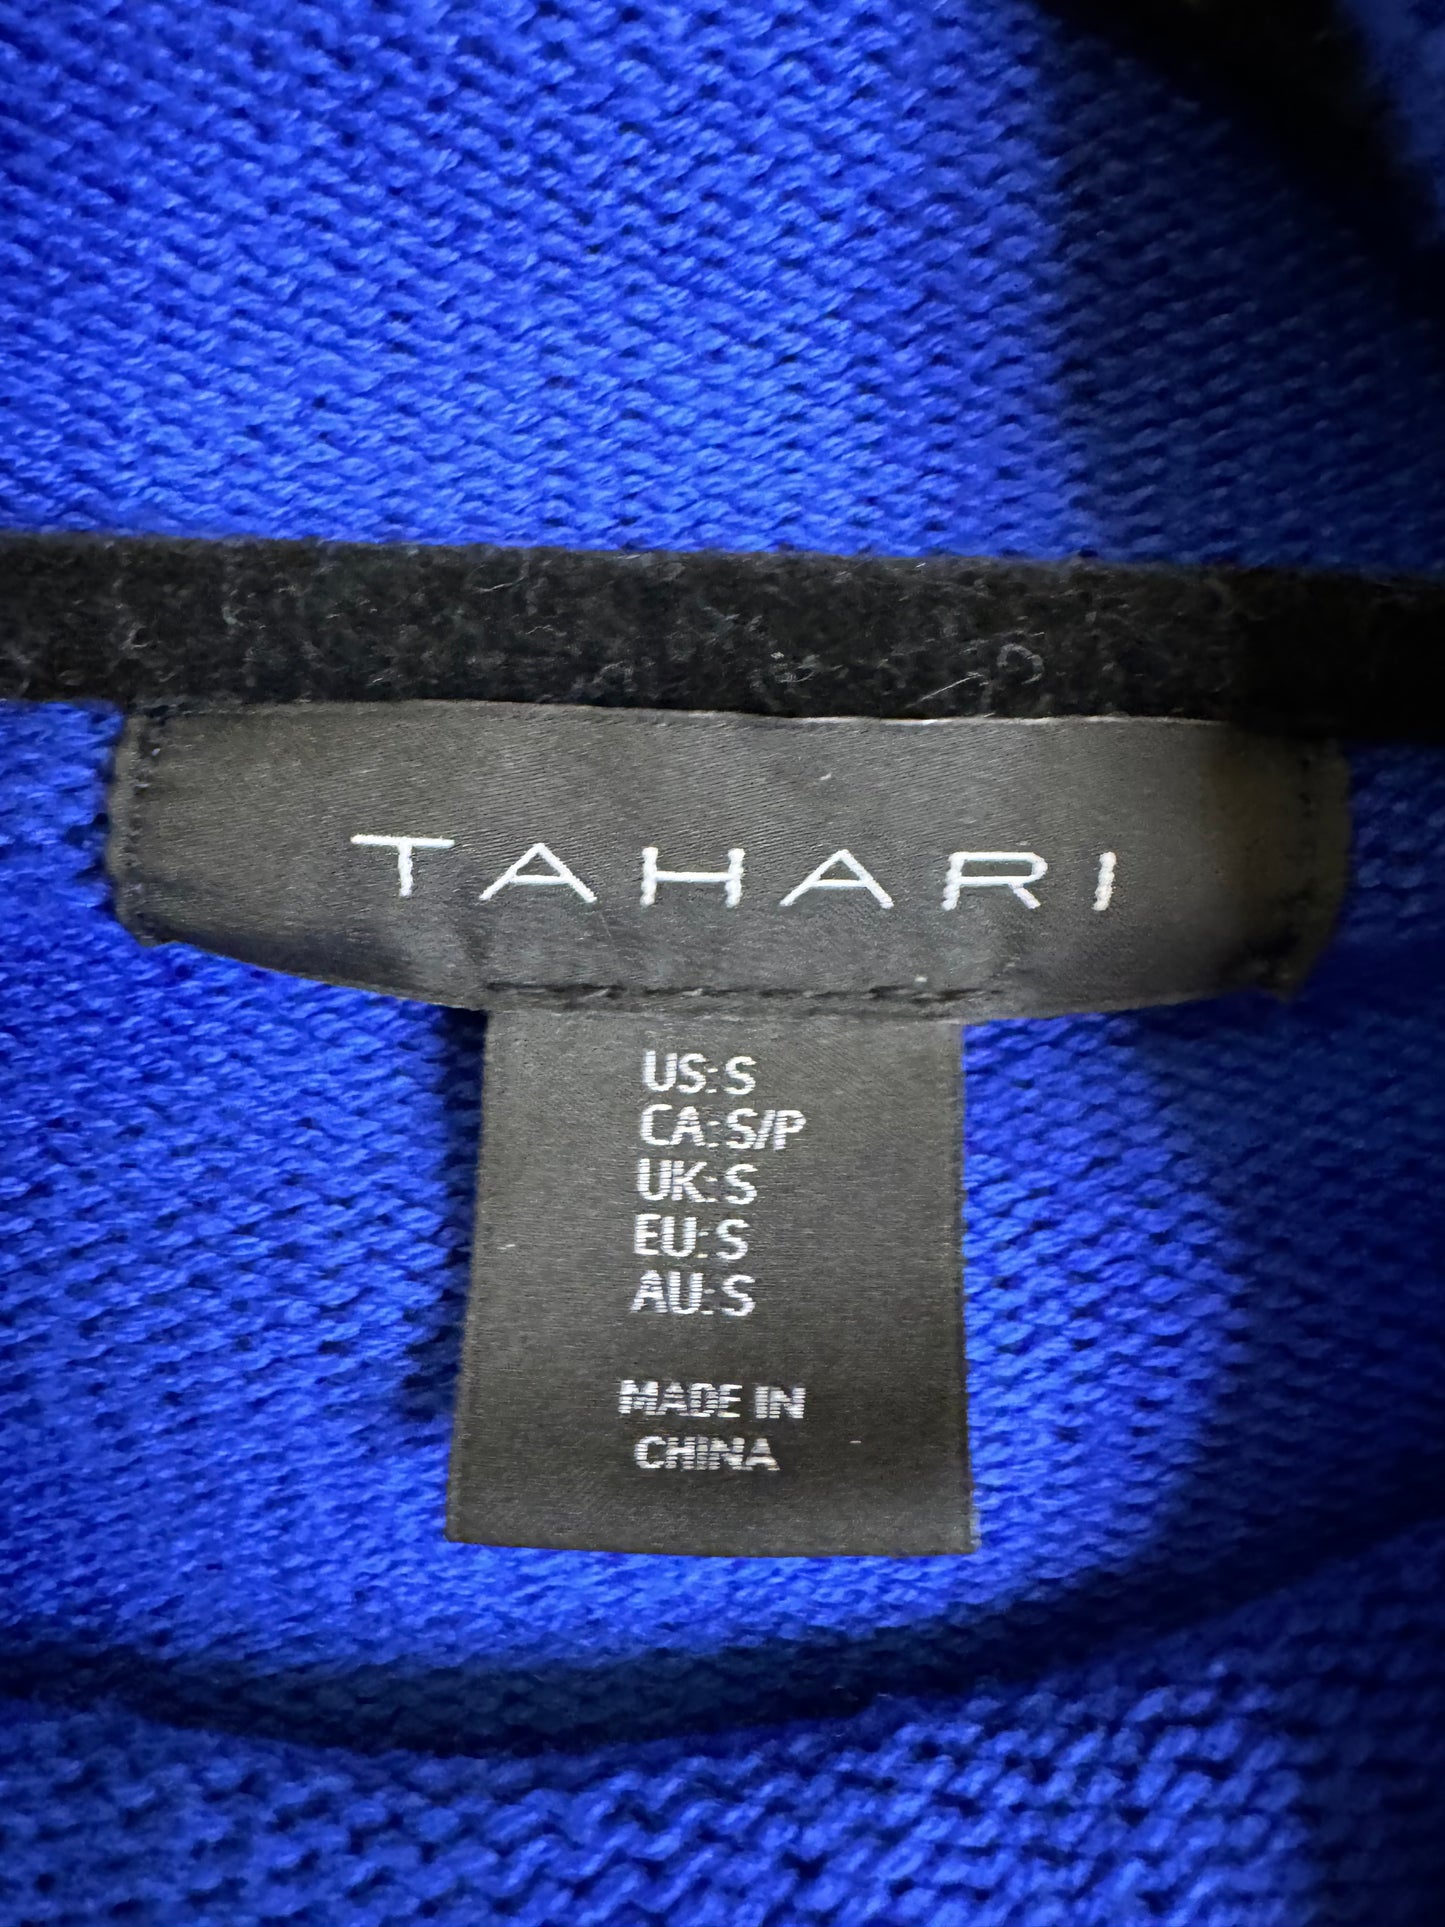 TAHARI
US: S
CA: S/P
UK: S
EU: S
AU: S
MADE IN
CHINA